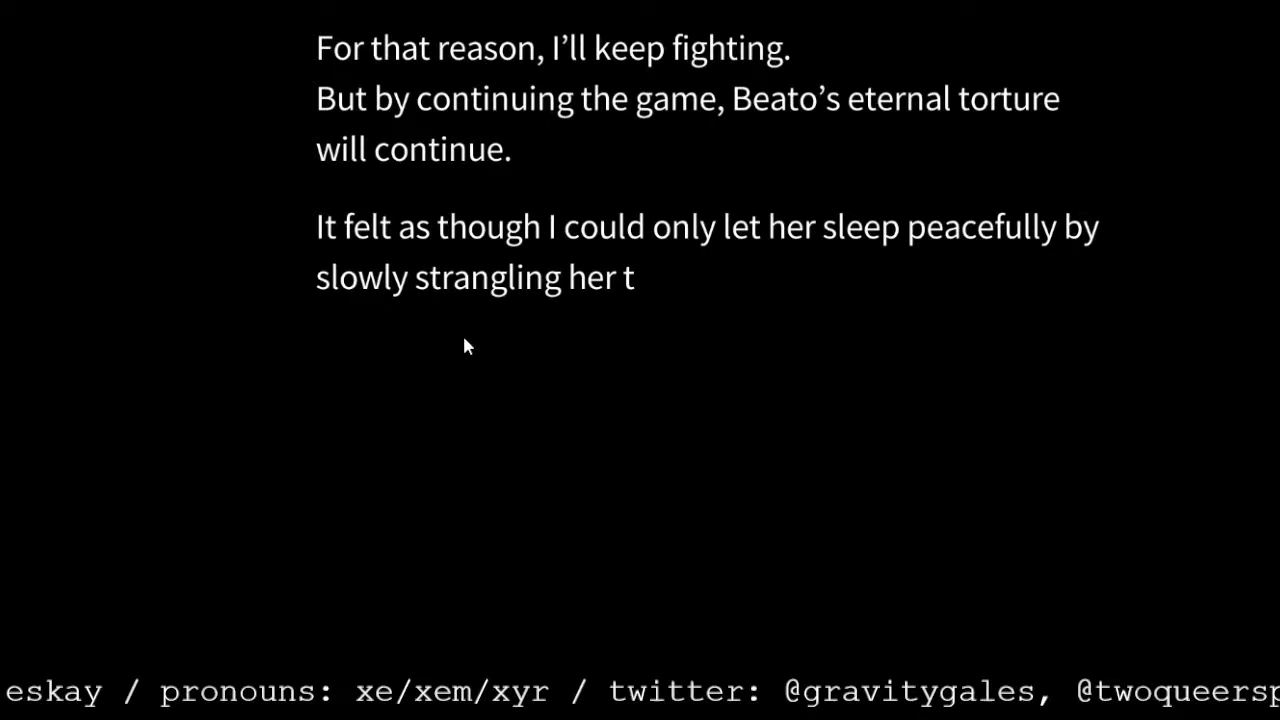 For that reason, I’ll keep fighting.
But by continuing the game, Beato’s eternal torture
will continue.
It felt as though I could only let her sleep peacefully by
slowly strangling her t
eskay / pronouns: xe/xem/xyr / twitter: @gravitygales, @twoqueersp